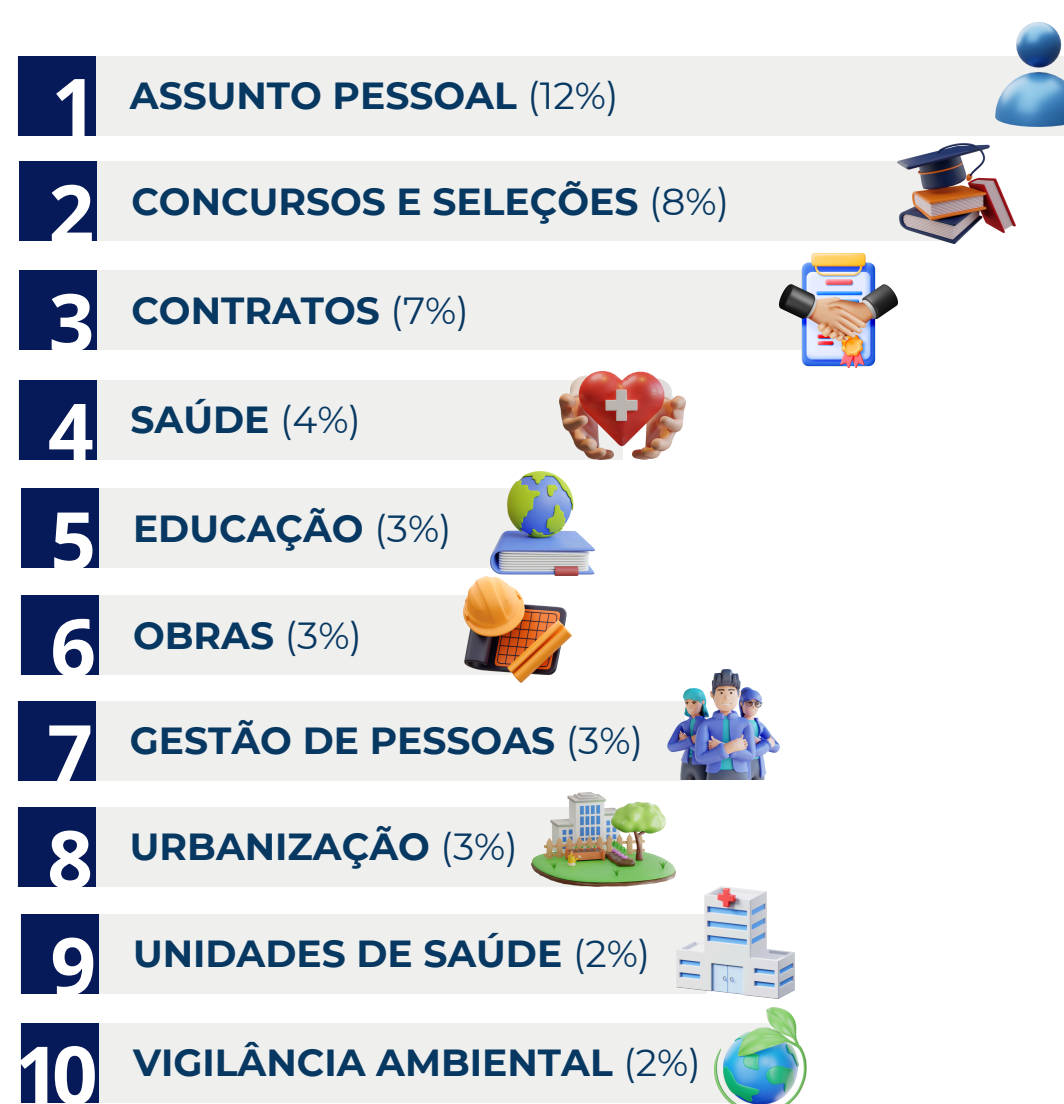 1 ASSUNTO PESSOAL (12%)
2 CONCURSOS E SELEÇÕES (8%)
3 CONTRATOS (7%)
4 SAÚDE (4%)
5 EDUCAÇÃO (3%)
6 OBRAS (3%)
7 GESTÃO DE PESSOAS (3%)
8 URBANIZAÇÃO (3%)
9 UNIDADES DE SAÚDE (2%)
10 VIGILÂNCIA AMBIENTAL (2%)